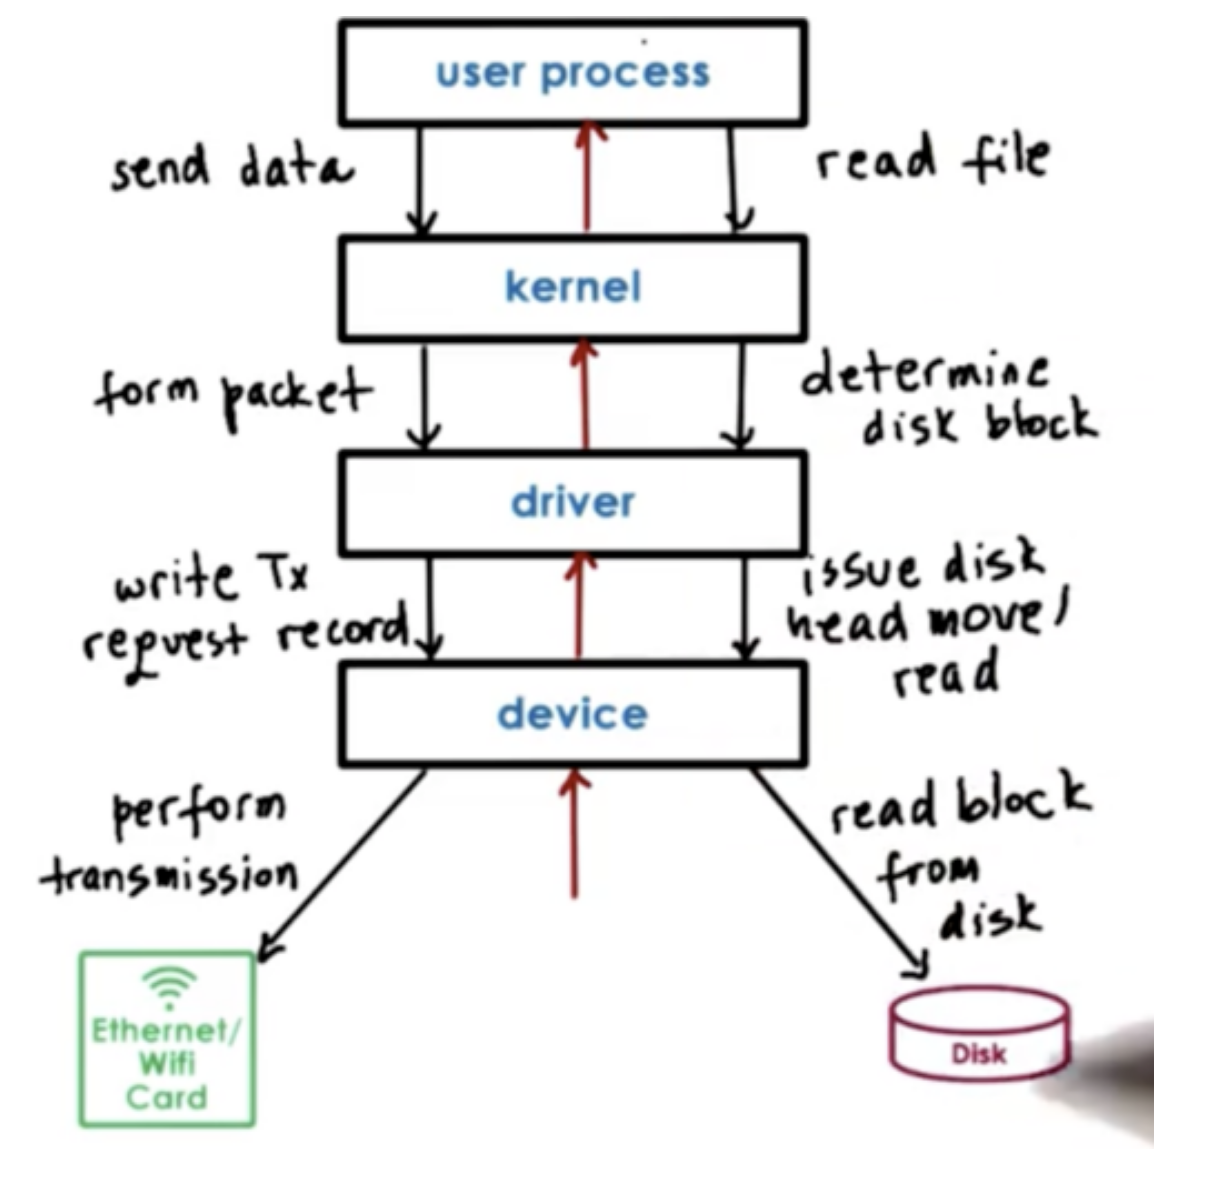 user process
send data
read file
kernel
form packet
determine
disk block
driver
write Tx
request record
issue disk
head move/
read
device
perform
transmission
read block
from
disk
Ethernet/
Wifi
Card
Disk